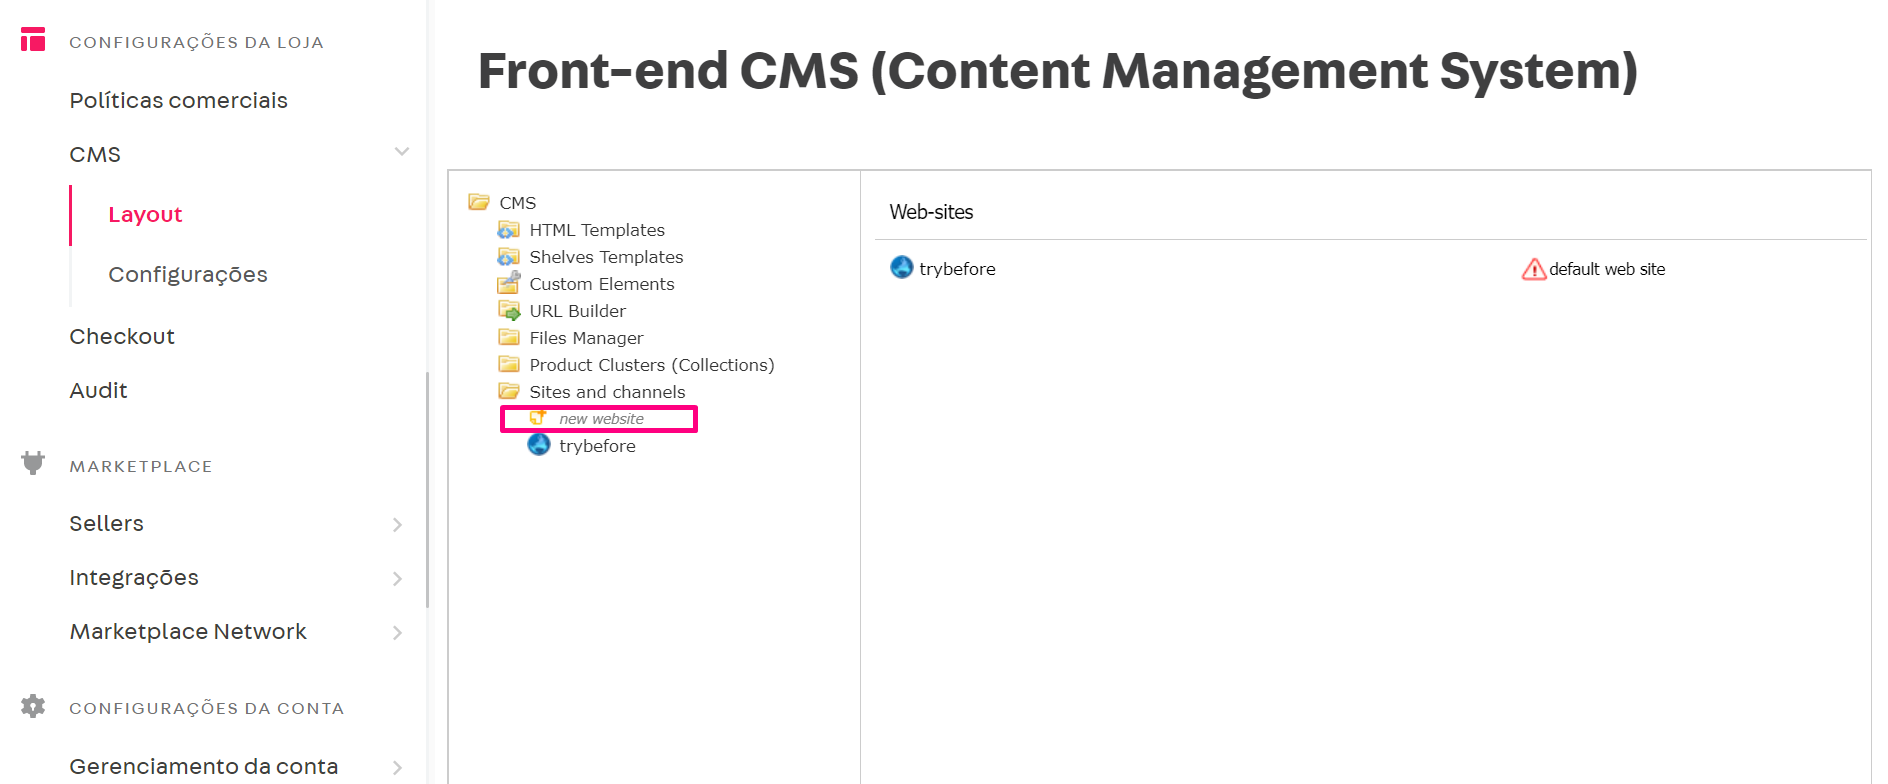 CONFIGURAÇÕES DA LOJA
Políticas comerciais
CMS
Layout
Configurações
Checkout
Audit
MARKETPLACE
Sellers
Integrações
Marketplace Network
CONFIGURAÇÕES DA CONTA
Gerenciamento da conta
Front-end CMS (Content Management System)
CMS
HTML Templates
Shelves Templates
Custom Elements
URL Builder
Files Manager
Product Clusters (Collections)
Sites and channels
new website
trybefore
Web-sites
trybefore
default web site